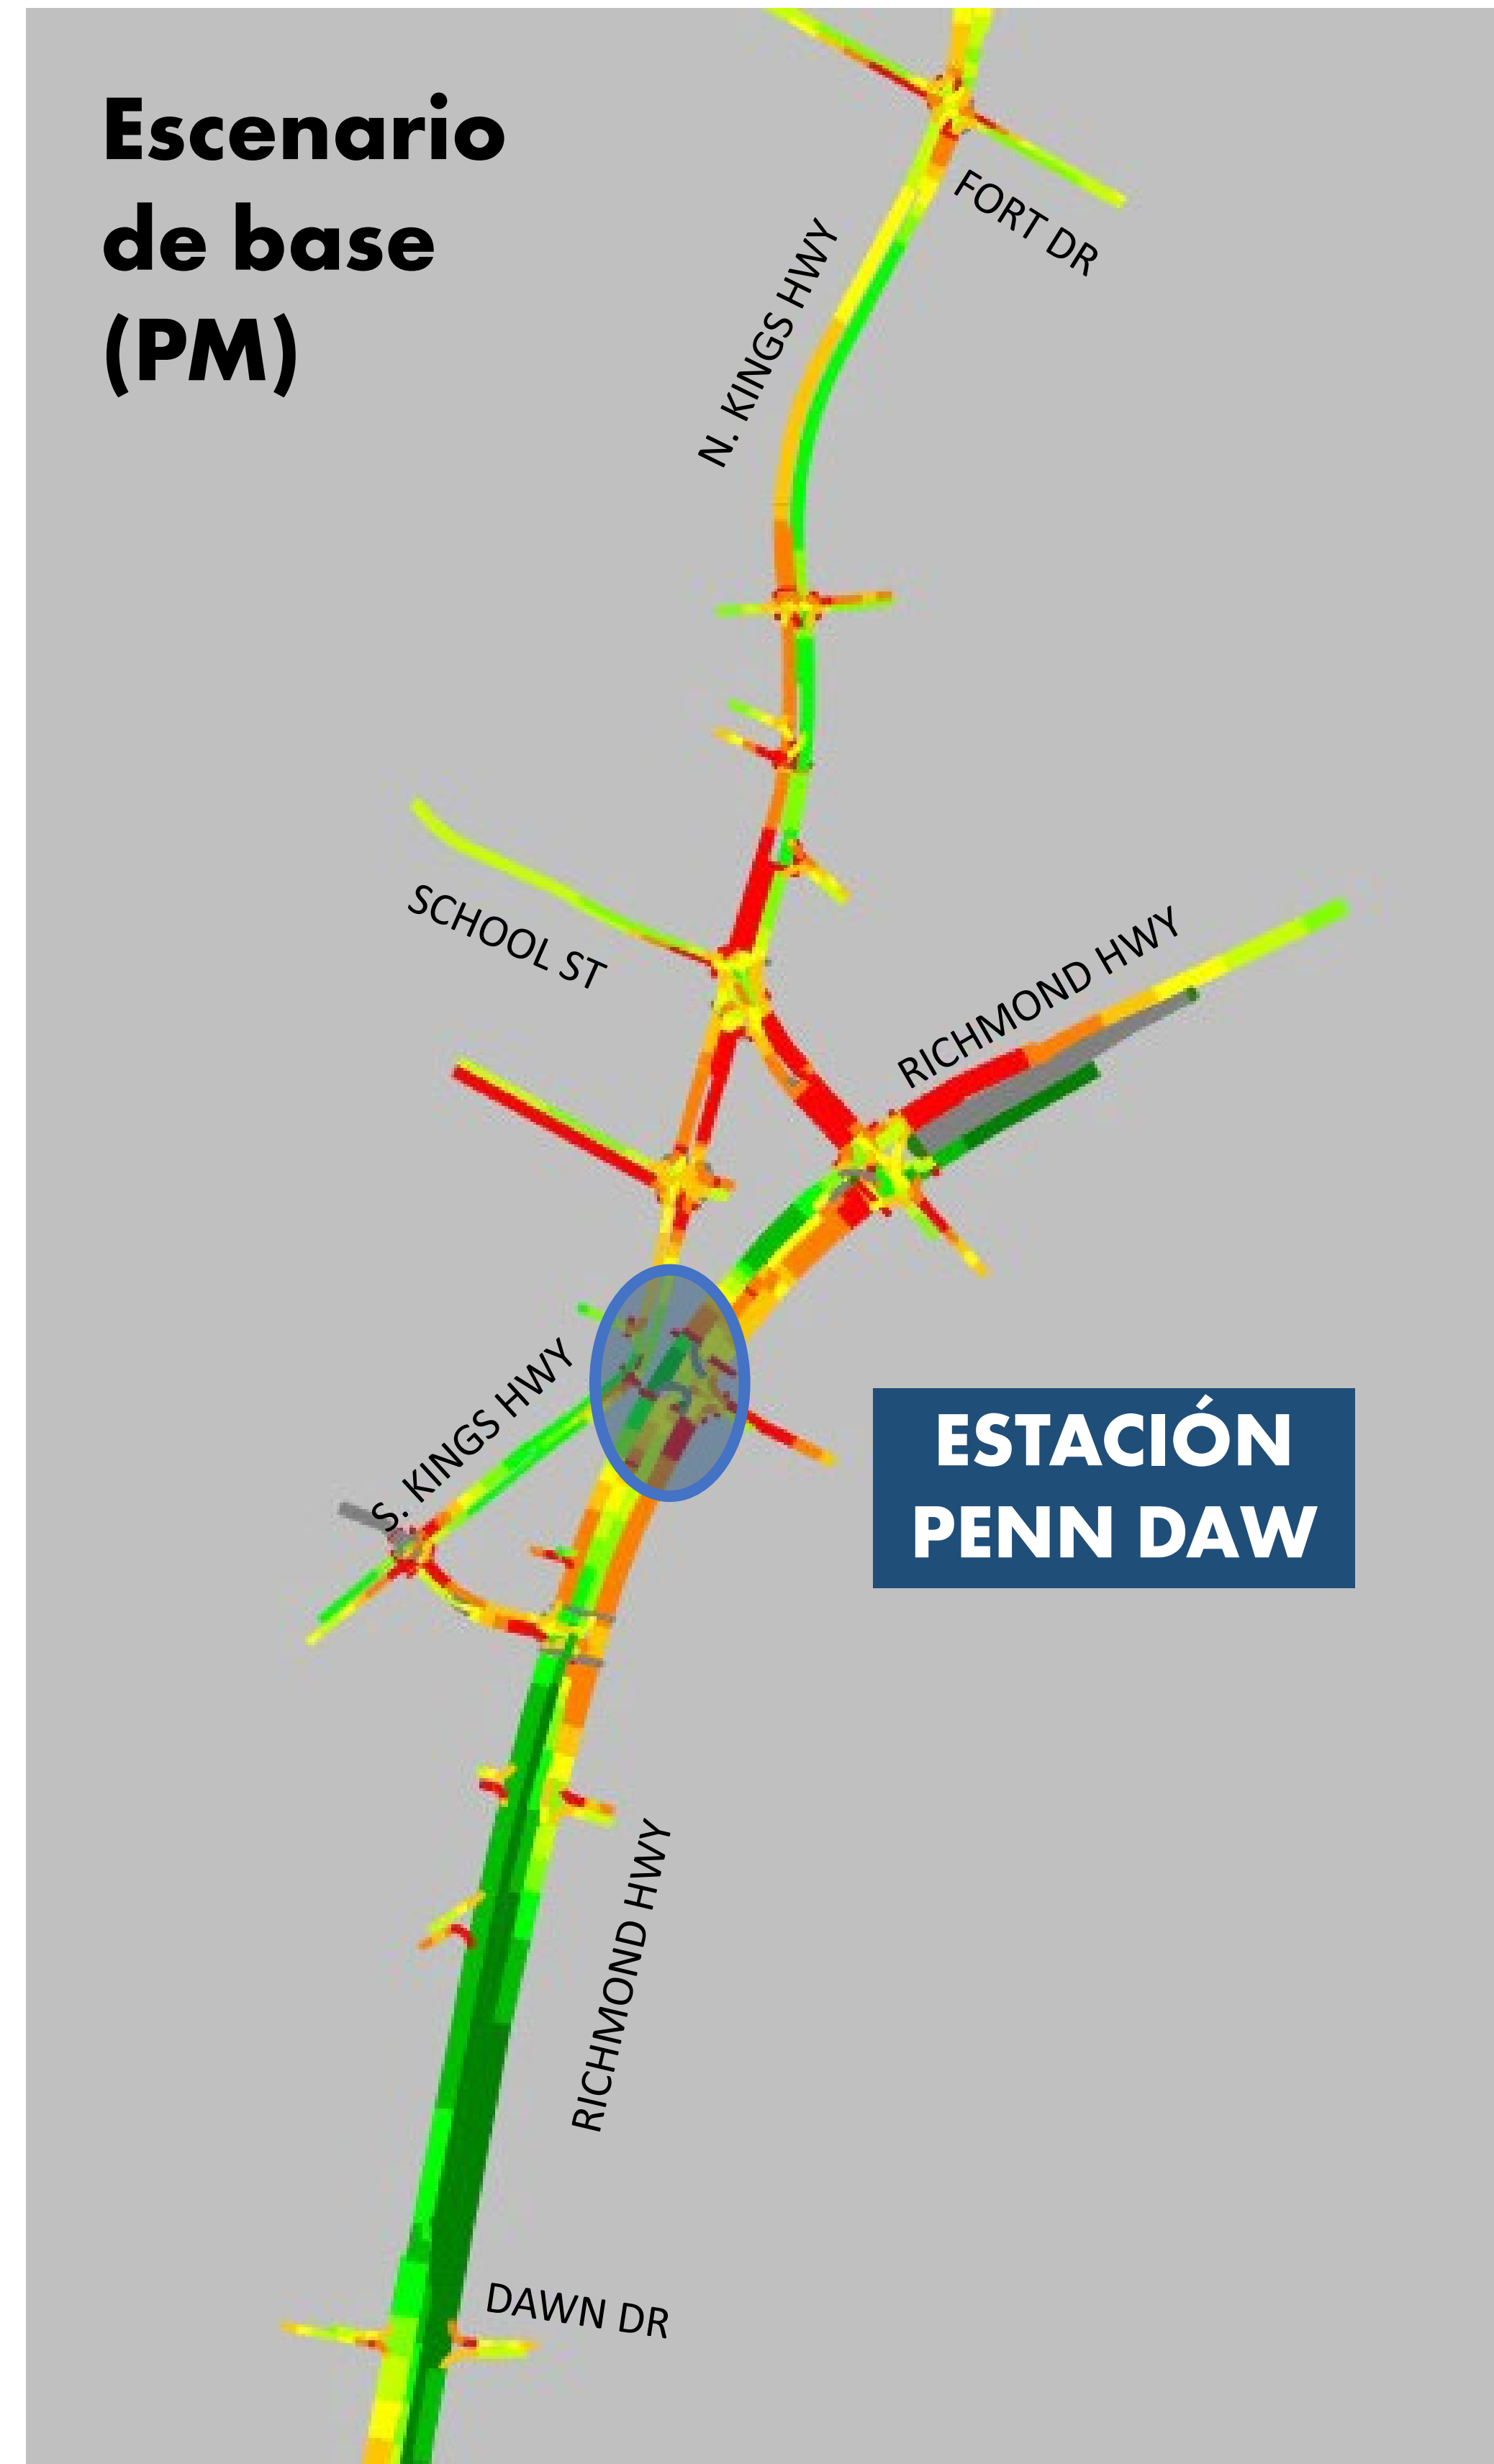 Escenario
de base
(PM)
FORT DR
N. KINGS HWY
SCHOOL ST
RICHMOND HWY
S. KINGS HWY
ESTACIÓN
PENN DAW
RICHMOND HWY
DAWN DR